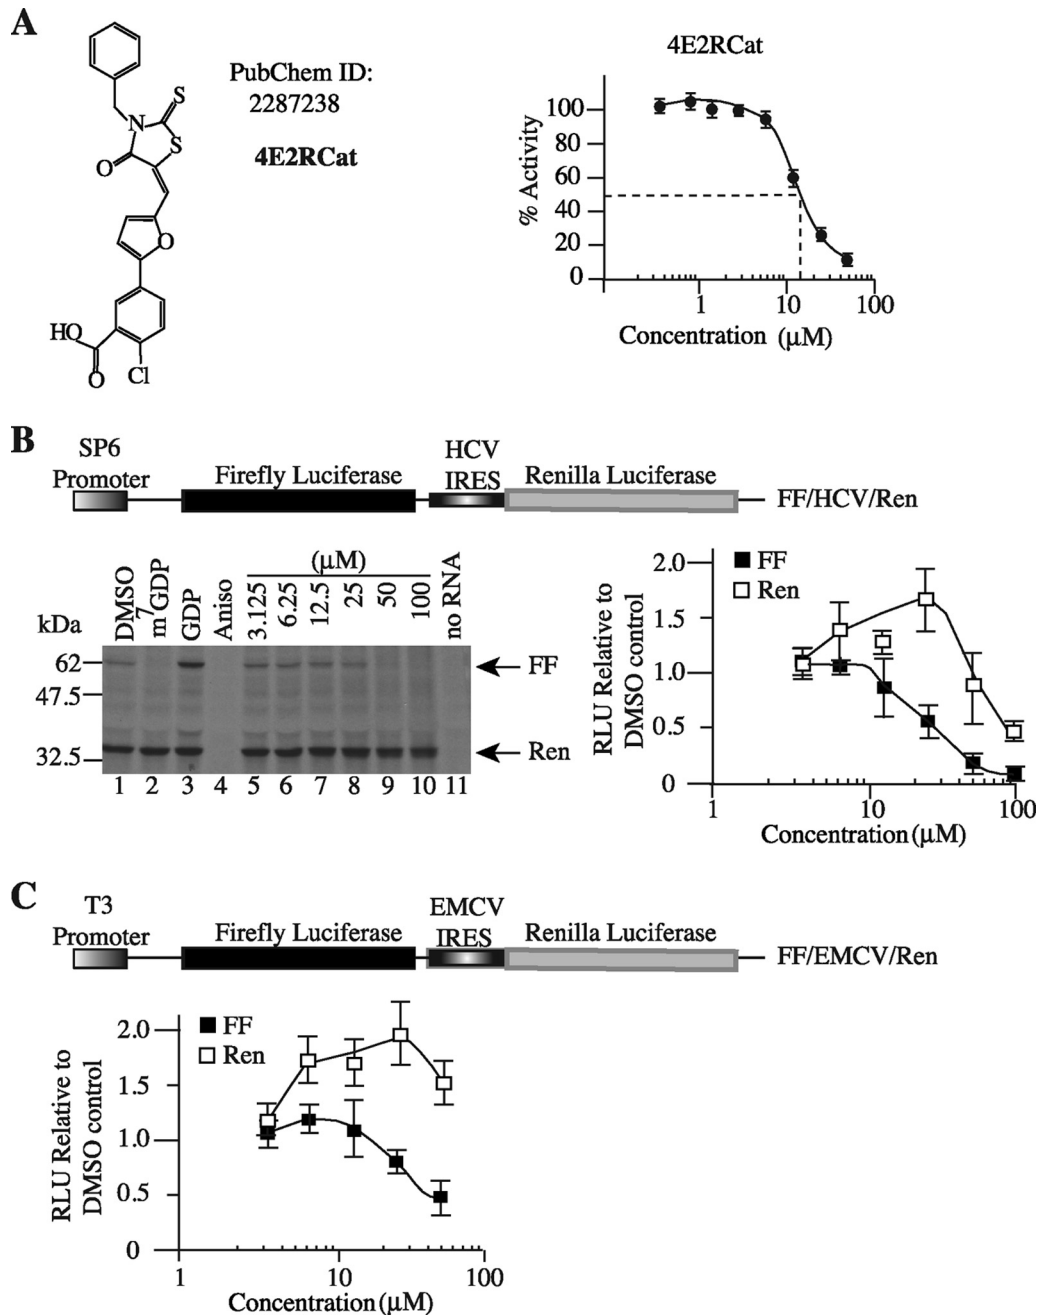 A
PubChem ID:
2287238
4E2RCat
N
S
S
O
O
HO
O
Cl
4E2RCat
% Activity
100
80
60
40
20
0
1
10
100
Concentration (µM)
B
SP6
Promoter
Firefly Luciferase
HCV
IRES
Renilla Luciferase
FF/HCV/Ren
(µM)
kDa
DMSO
m7GDP
GDP
Aniso
3.125
6.25
12.5
25
50
100
no RNA
62
47.5
32.5
FF
Ren
1 2 3 4 5 6 7 8 9 10 11
RLU Relative to
DMSO control
FF
Ren
2.0
1.5
1.0
0.5
0
1
10
100
Concentration (µM)
C
T3
Promoter
Firefly Luciferase
EMCV
IRES
Renilla Luciferase
FF/EMCV/Ren
RLU Relative to
DMSO control
FF
Ren
2.0
1.5
1.0
0.5
0
1
10
100
Concentration (µM)